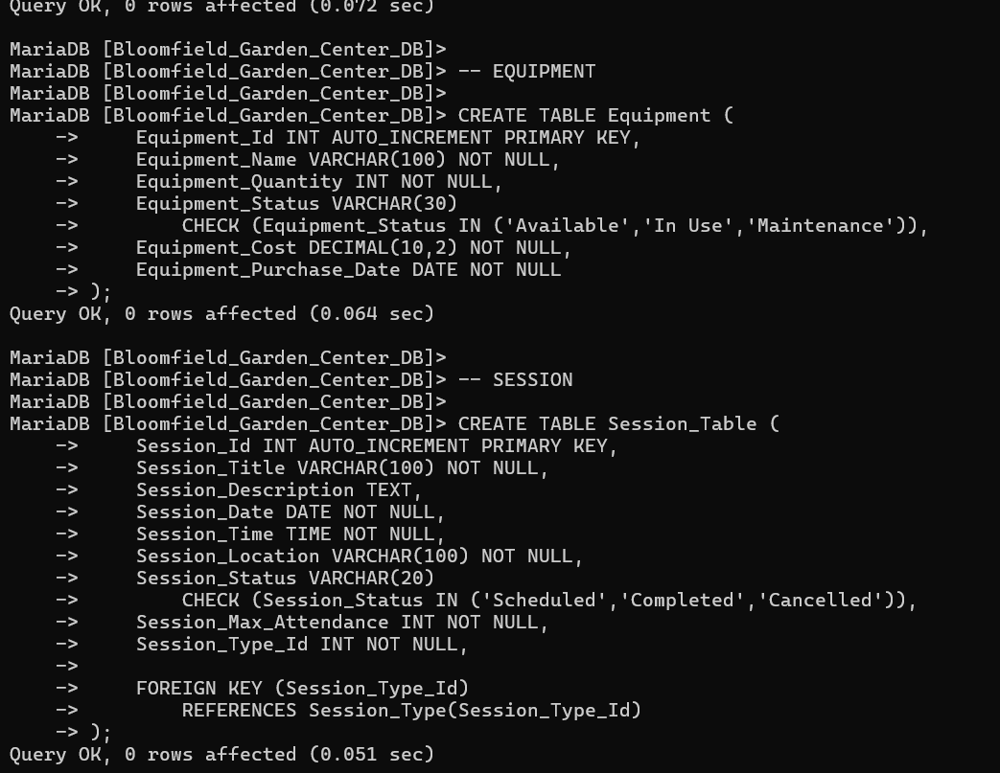 Query OK, 0 rows affected (0.072 sec)

MariaDB [Bloomfield_Garden_Center_DB]>
MariaDB [Bloomfield_Garden_Center_DB]> -- EQUIPMENT
MariaDB [Bloomfield_Garden_Center_DB]>
MariaDB [Bloomfield_Garden_Center_DB]> CREATE TABLE Equipment (
    ->     Equipment_Id INT AUTO_INCREMENT PRIMARY KEY,
    ->     Equipment_Name VARCHAR(100) NOT NULL,
    ->     Equipment_Quantity INT NOT NULL,
    ->     Equipment_Status VARCHAR(30)
    ->         CHECK (Equipment_Status IN ('Available','In Use','Maintenance')),
    ->     Equipment_Cost DECIMAL(10,2) NOT NULL,
    ->     Equipment_Purchase_Date DATE NOT NULL
    -> );
Query OK, 0 rows affected (0.064 sec)

MariaDB [Bloomfield_Garden_Center_DB]>
MariaDB [Bloomfield_Garden_Center_DB]> -- SESSION
MariaDB [Bloomfield_Garden_Center_DB]>
MariaDB [Bloomfield_Garden_Center_DB]> CREATE TABLE Session_Table (
    ->     Session_Id INT AUTO_INCREMENT PRIMARY KEY,
    ->     Session_Title VARCHAR(100) NOT NULL,
    ->     Session_Description TEXT,
    ->     Session_Date DATE NOT NULL,
    ->     Session_Time TIME NOT NULL,
    ->     Session_Location VARCHAR(100) NOT NULL,
    ->     Session_Status VARCHAR(20)
    ->         CHECK (Session_Status IN ('Scheduled','Completed','Cancelled')),
    ->     Session_Max_Attendance INT NOT NULL,
    ->     Session_Type_Id INT NOT NULL,
    ->
    ->     FOREIGN KEY (Session_Type_Id)
    ->         REFERENCES Session_Type(Session_Type_Id)
    -> );
Query OK, 0 rows affected (0.051 sec)